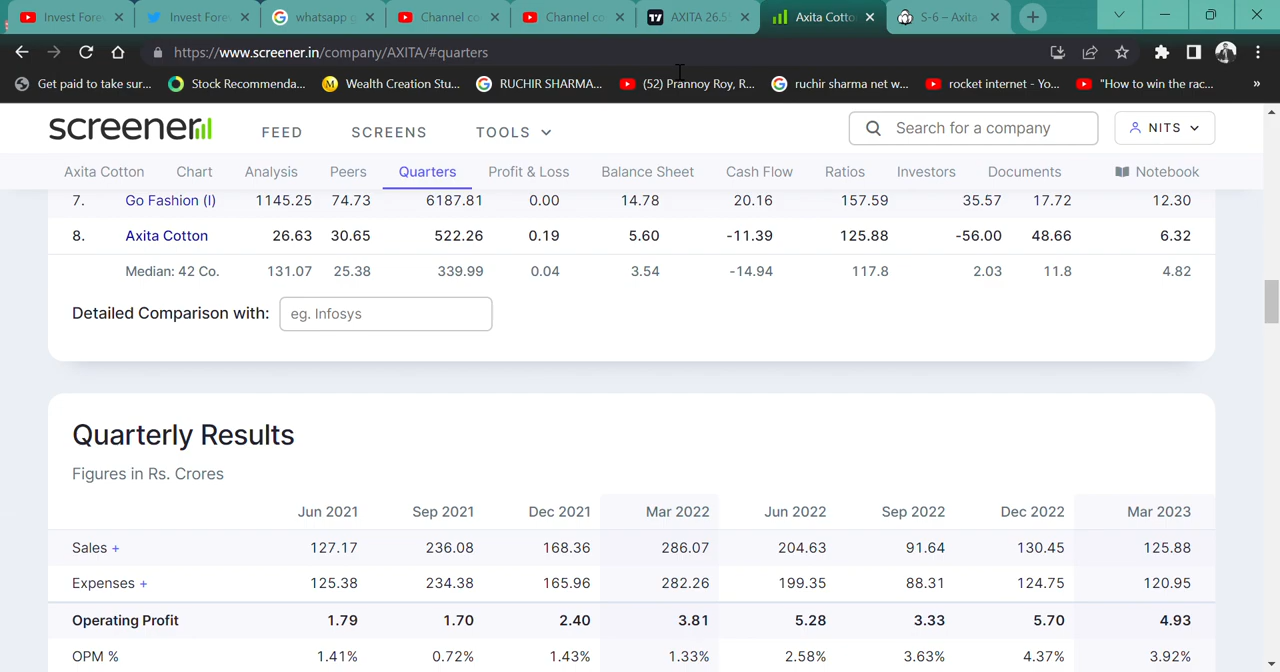 Invest Fore
Invest Forev
whatsapp g
Channel co
Channel co
AXITA 26.5
Axita Cotto
S-6 – Axita
https://www.screener.in/company/AXITA/#quarters
Get paid to take sur...
Stock Recommenda...
M Wealth Creation Stu...
RUCHIR SHARMA...
(52) Prannoy Roy, R...
ruchir sharma net w...
rocket internet - Yo...
"How to win the rac...
»
screener
FEED
SCREENS
TOOLS
Search for a company
NITS
Axita Cotton
Chart
Analysis
Peers
Quarters
Profit & Loss
Balance Sheet
Cash Flow
Ratios
Investors
Documents
Notebook
7. Go Fashion (I) 1145.25 74.73 6187.81 0.00 14.78 20.16 157.59 35.57 17.72 12.30
8. Axita Cotton 26.63 30.65 522.26 0.19 5.60 -11.39 125.88 -56.00 48.66 6.32
Median: 42 Co. 131.07 25.38 339.99 0.04 3.54 -14.94 117.8 2.03 11.8 4.82
Detailed Comparison with: eg. Infosys
Quarterly Results
Figures in Rs. Crores
Jun 2021 Sep 2021 Dec 2021 Mar 2022 Jun 2022 Sep 2022 Dec 2022 Mar 2023
Sales + 127.17 236.08 168.36 286.07 204.63 91.64 130.45 125.88
Expenses + 125.38 234.38 165.96 282.26 199.35 88.31 124.75 120.95
Operating Profit 1.79 1.70 2.40 3.81 5.28 3.33 5.70 4.93
OPM % 1.41% 0.72% 1.43% 1.33% 2.58% 3.63% 4.37% 3.92%